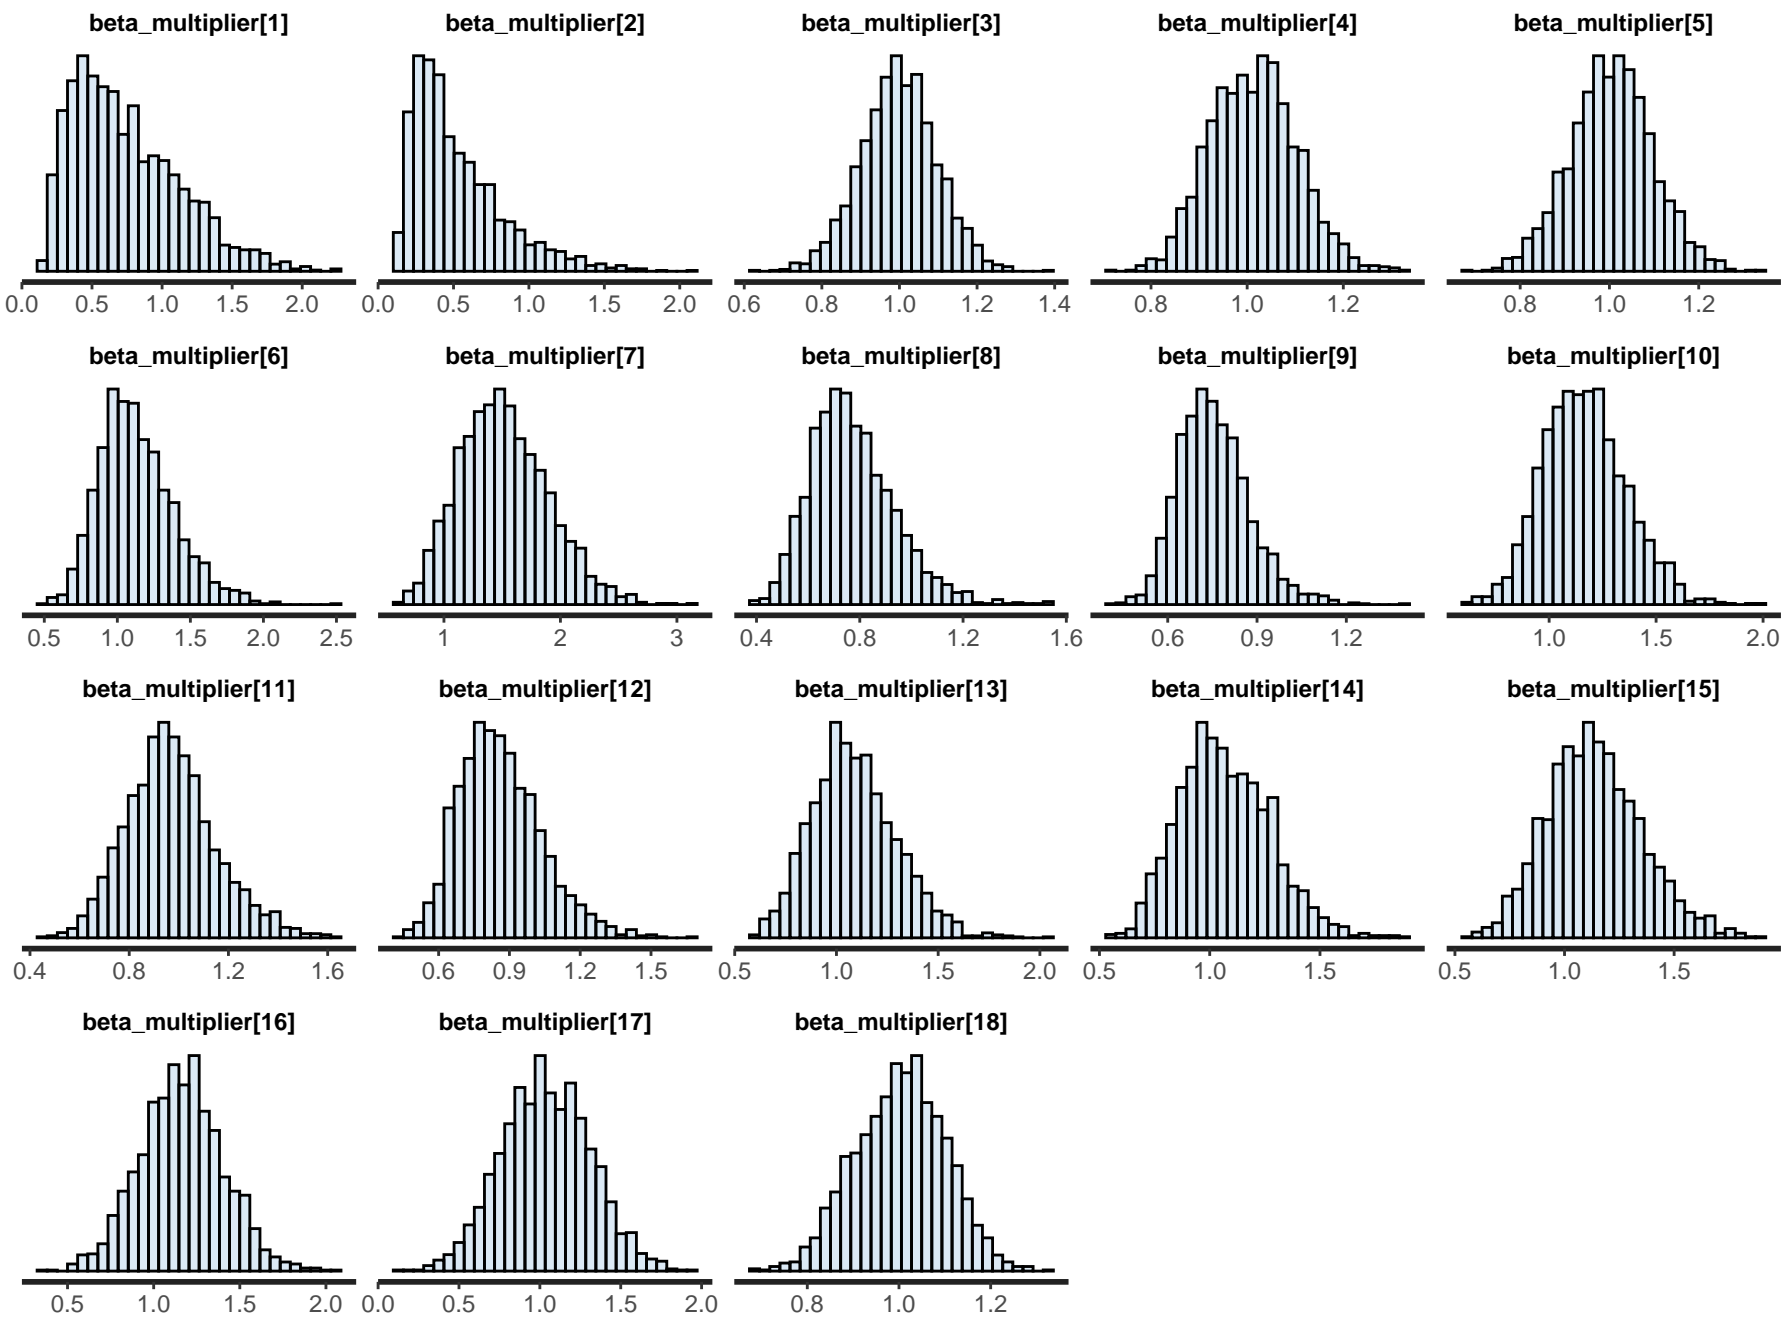 beta_multiplier[1] beta_multiplier[2] beta_multiplier[3] beta_multiplier[4] beta_multiplier[5]
0.0 0.5 1.0 1.5 2.0 0.0 0.5 1.0 1.5 2.0 0.6 0.8 1.0 1.2 1.4 0.8 1.0 1.2 0.8 1.0 1.2
beta_multiplier[6] beta_multiplier[7] beta_multiplier[8] beta_multiplier[9] beta_multiplier[10]
0.5 1.0 1.5 2.0 2.5 1 2 3 0.4 0.8 1.2 1.6 0.6 0.9 1.2 1.0 1.5 2.0
beta_multiplier[11] beta_multiplier[12] beta_multiplier[13] beta_multiplier[14] beta_multiplier[15]
0.4 0.8 1.2 1.6 0.6 0.9 1.2 1.5 0.5 1.0 1.5 2.0 0.5 1.0 1.5 0.5 1.0 1.5
beta_multiplier[16] beta_multiplier[17] beta_multiplier[18]
0.5 1.0 1.5 2.0 0.0 0.5 1.0 1.5 2.0 0.8 1.0 1.2